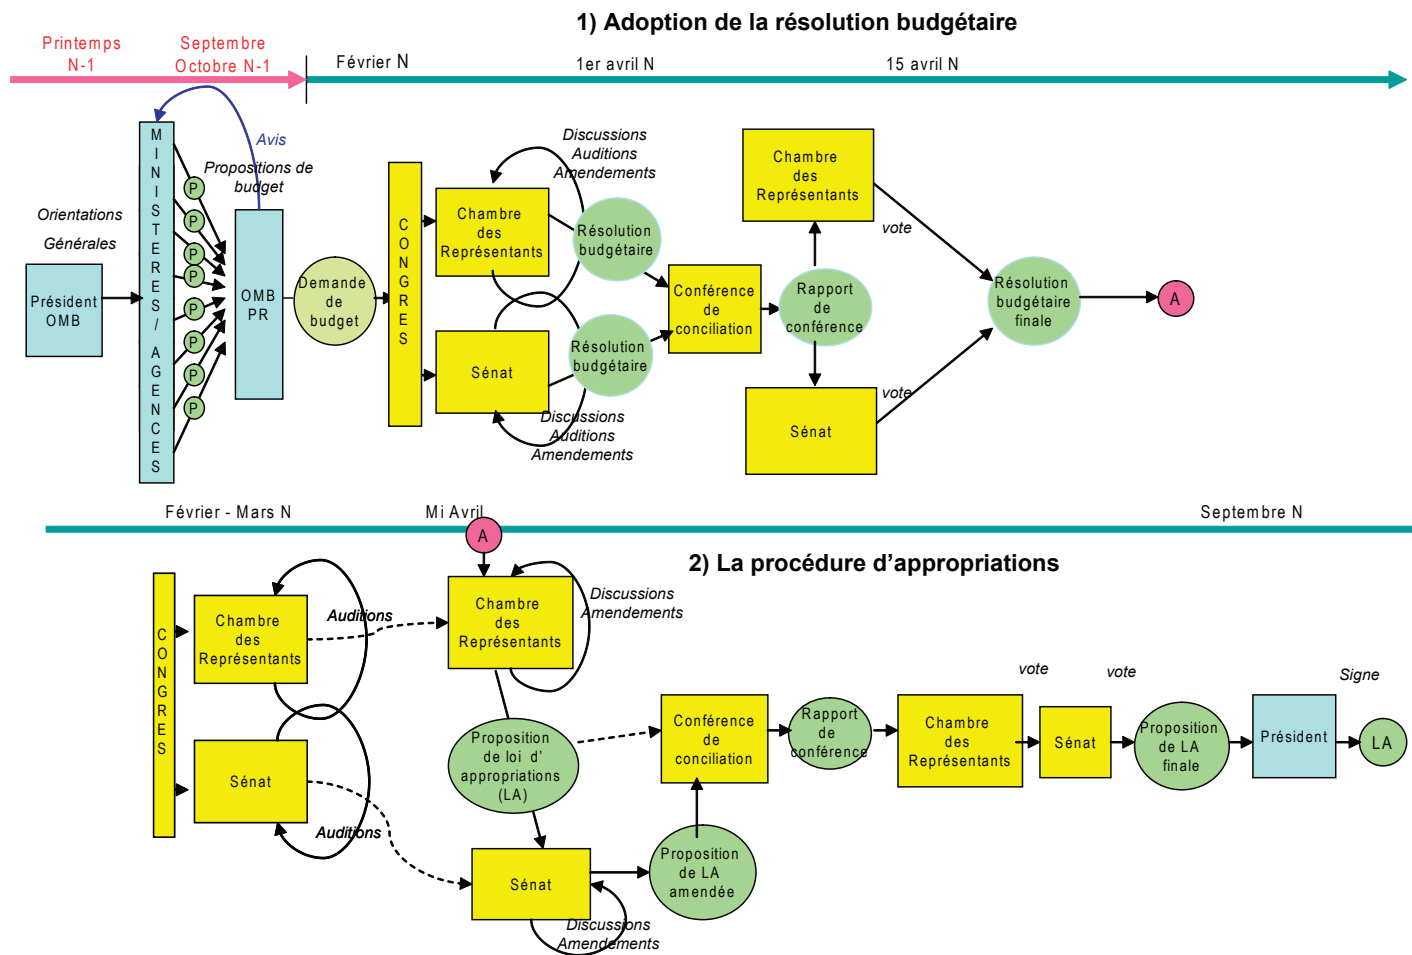 1) Adoption de la résolution budgétaire
Printemps
N-1
Septembre
Octobre N-1
Février N
1er avril N
15 avril N
Avis
Propositions de
budget
Orientations
Générales
Président
OMB
MINISTERES/ AGENCES
P
P
P
P
P
P
P
P
OMB
PR
Demande
de
budget
CONGRES
Discussions
Auditions
Amendements
Chambre
des
Représentants
Sénat
Discussions
Auditions
Amendements
Résolution
budgétaire
Résolution
budgétaire
Conférence
de
conciliation
Rapport
de
conférence
Chambre
des
Représentants
Sénat
vote
vote
Résolution
budgétaire
finale
A
Février - Mars N
Mi Avril
Septembre N
A
2) La procédure d’appropriations
CONGRES
Chambre
des
Représentants
Sénat
Auditions
Auditions
Chambre
des
Représentants
Discussions
Amendements
Proposition
de loi d’
appropriations
(LA)
Sénat
Discussions
Amendements
Proposition
de LA
amendée
Conférence
de
conciliation
Rapport
de
conférence
Chambre
des
Représentants
vote
Sénat
vote
Proposition
de LA
finale
Président
Signe
LA